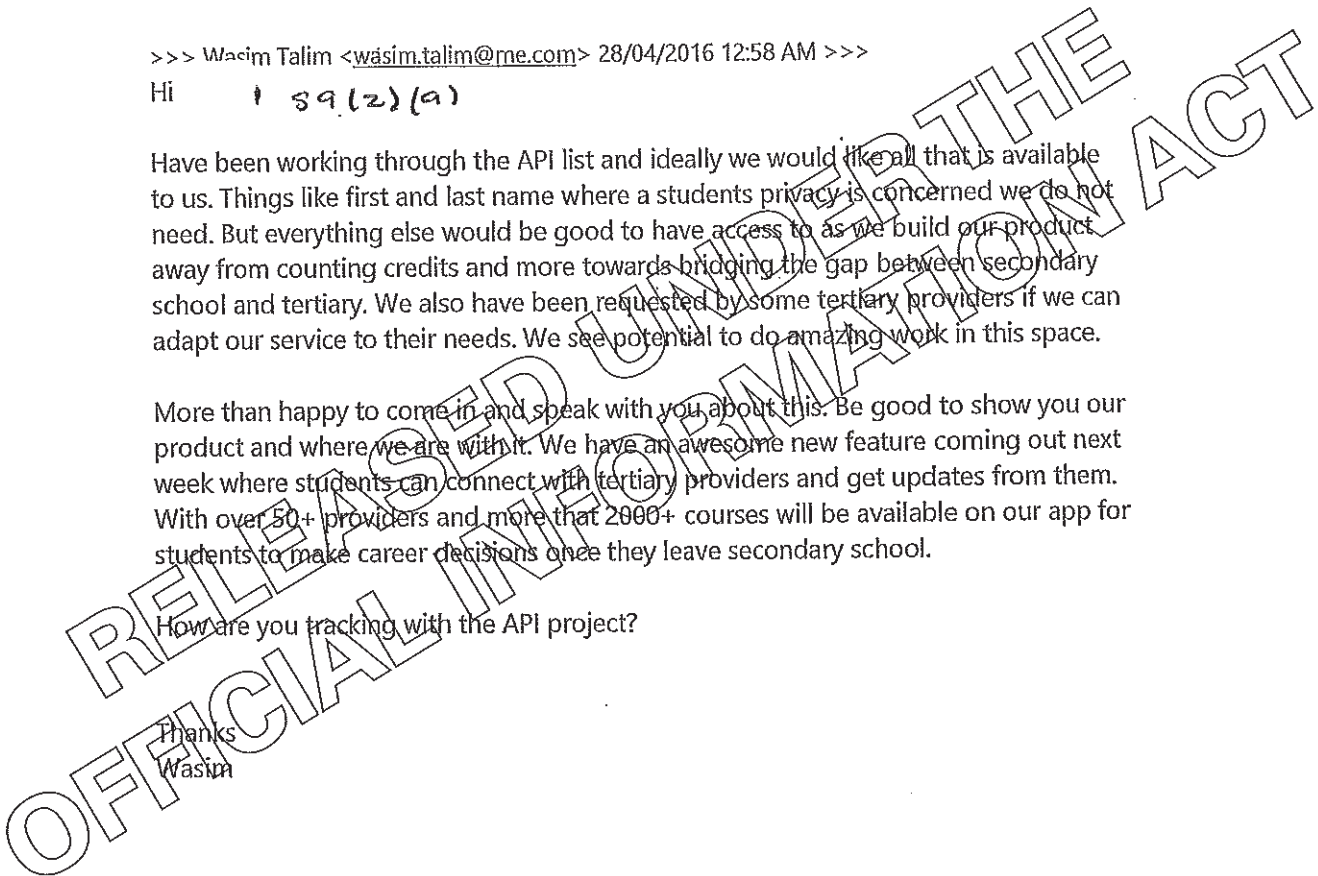 >>> Wasim Talim <wasim.talim@me.com> 28/04/2016 12:58 AM >>>
Hi s9(2)(a)
Have been working through the API list and ideally we would like all that is available
to us. Things like first and last name where a students privacy is concerned we do not
need. But everything else would be good to have access to as we build our product
away from counting credits and more towards bridging the gap between secondary
school and tertiary. We also have been requested by some tertiary providers if we can
adapt our service to their needs. We see potential to do amazing work in this space.
More than happy to come in and speak with you about this. Be good to show you our
product and where we are with it. We have an awesome new feature coming out next
week where students can connect with tertiary providers and get updates from them.
With over 50+ providers and more that 2000+ courses will be available on our app for
students to make career decisions once they leave secondary school.
How are you tracking with the API project?
Thanks
Wasim
RELEASED UNDER THE
OFFICIAL INFORMATION ACT